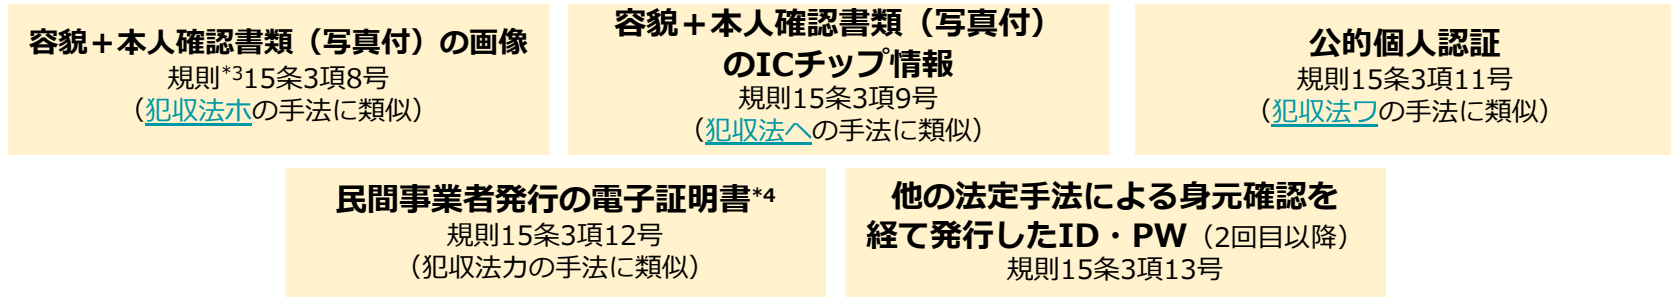 容貌+本人確認書類（写真付）の画像
規則*315条3項8号
（犯収法ホの手法に類似）
容貌+本人確認書類（写真付）
のICチップ情報
規則15条3項9号
（犯収法ヘの手法に類似）
公的個人認証
規則15条3項11号
（犯収法ワの手法に類似）
民間事業者発行の電子証明書*4
規則15条3項12号
（犯収法カの手法に類似）
他の法定手法による身元確認を
経て発行したID・PW（2回目以降）
規則15条3項13号